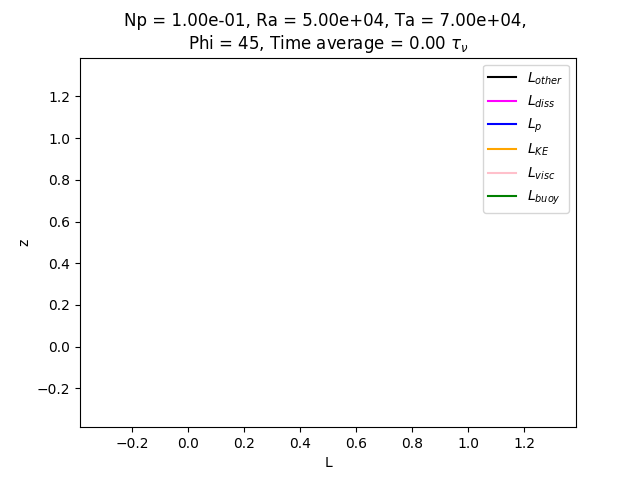 Np = 1.00e-01, Ra = 5.00e+04, Ta = 7.00e+04,
Phi = 45, Time average = 0.00 τ_ν
L_other
L_diss
L_p
L_KE
L_visc
L_buoy
1.2
1.0
0.8
0.6
0.4
0.2
0.0
−0.2
z
−0.2 0.0 0.2 0.4 0.6 0.8 1.0 1.2
L